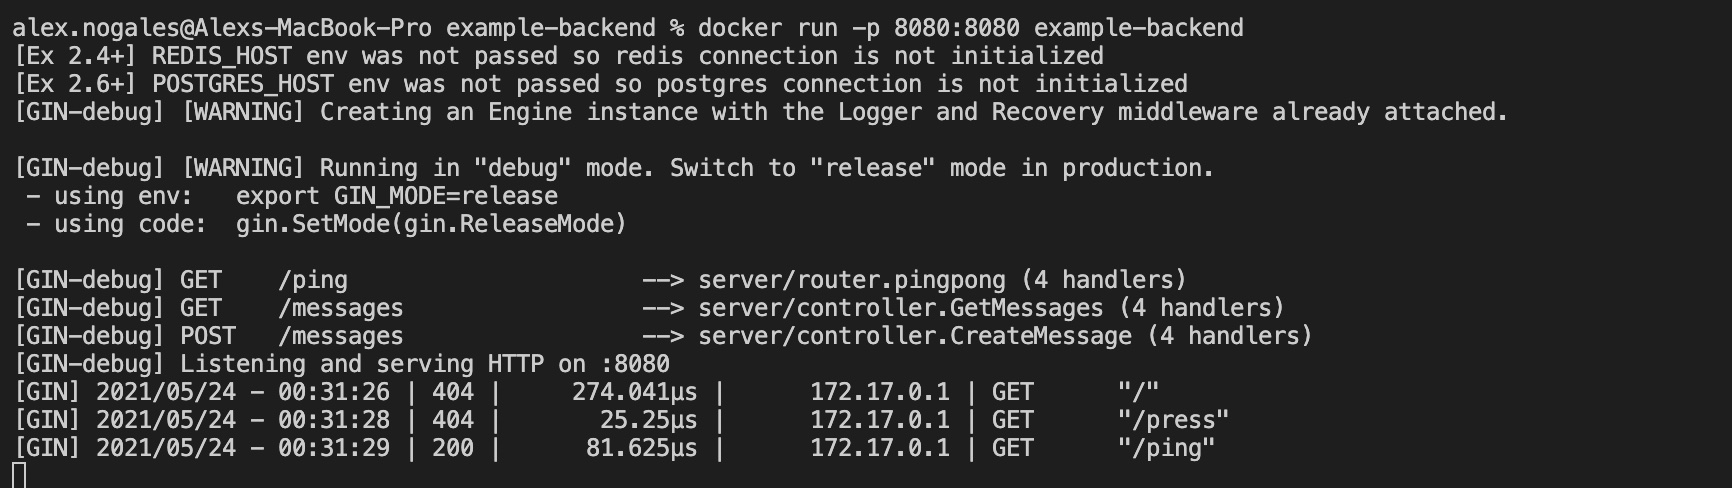 alex.nogales@Alexs-MacBook-Pro example-backend % docker run -p 8080:8080 example-backend
[Ex 2.4+] REDIS_HOST env was not passed so redis connection is not initialized
[Ex 2.6+] POSTGRES_HOST env was not passed so postgres connection is not initialized
[GIN-debug] [WARNING] Creating an Engine instance with the Logger and Recovery middleware already attached.
[GIN-debug] [WARNING] Running in "debug" mode. Switch to "release" mode in production.
 - using env:   export GIN_MODE=release
 - using code:  gin.SetMode(gin.ReleaseMode)
[GIN-debug] GET    /ping                     --> server/router.pingpong (4 handlers)
[GIN-debug] GET    /messages                 --> server/controller.GetMessages (4 handlers)
[GIN-debug] POST   /messages                 --> server/controller.CreateMessage (4 handlers)
[GIN-debug] Listening and serving HTTP on :8080
[GIN] 2021/05/24 - 00:31:26 | 404 |     274.041µs |      172.17.0.1 | GET      "/"
[GIN] 2021/05/24 - 00:31:28 | 404 |       25.25µs |      172.17.0.1 | GET      "/press"
[GIN] 2021/05/24 - 00:31:29 | 200 |      81.625µs |      172.17.0.1 | GET      "/ping"